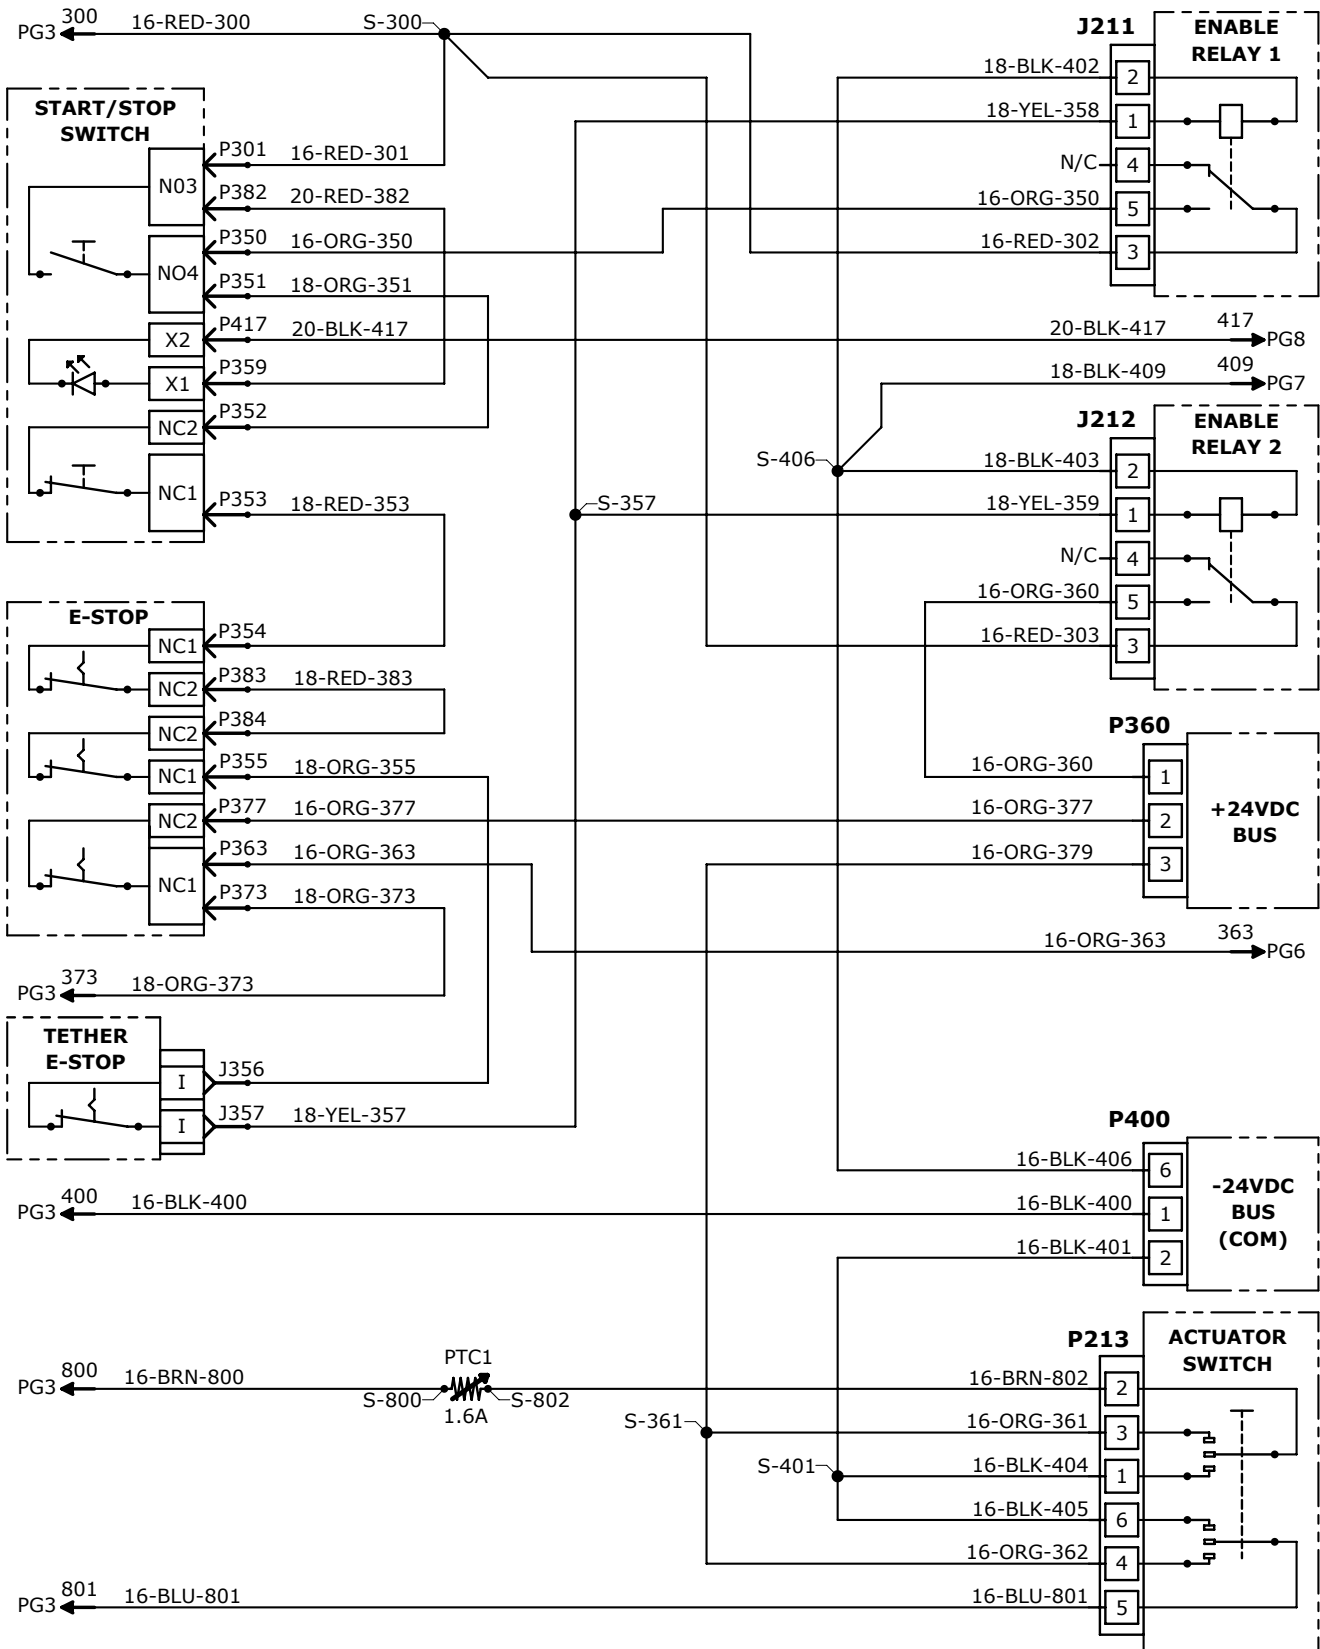 300
PG3
16-RED-300
S-300
J211
ENABLE
RELAY 1
18-BLK-402
2
18-YEL-358
1
N/C
4
16-ORG-350
5
16-RED-302
3
START/STOP
SWITCH
N03
P301
16-RED-301
P382
20-RED-382
NO4
P350
16-ORG-350
P351
18-ORG-351
X2
P417
20-BLK-417
20-BLK-417
417
PG8
X1
P359
18-BLK-409
409
PG7
NC2
P352
NC1
P353
18-RED-353
J212
ENABLE
RELAY 2
S-406
18-BLK-403
2
S-357
18-YEL-359
1
N/C
4
16-ORG-360
5
16-RED-303
3
E-STOP
NC1
P354
NC2
P383
18-RED-383
NC2
P384
NC1
P355
18-ORG-355
NC2
P377
16-ORG-377
NC1
P363
16-ORG-363
P373
18-ORG-373
P360
16-ORG-360
1
16-ORG-377
2
16-ORG-379
3
+24VDC
BUS
16-ORG-363
363
PG6
373
PG3
18-ORG-373
TETHER
E-STOP
I
J356
I
J357
18-YEL-357
P400
16-BLK-406
6
400
PG3
16-BLK-400
16-BLK-400
1
16-BLK-401
2
-24VDC
BUS
(COM)
P213
ACTUATOR
SWITCH
800
PG3
16-BRN-800
S-800
PTC1
1.6A
S-802
16-BRN-802
2
S-361
16-ORG-361
3
S-401
16-BLK-404
1
16-BLK-405
6
16-ORG-362
4
801
PG3
16-BLU-801
16-BLU-801
5